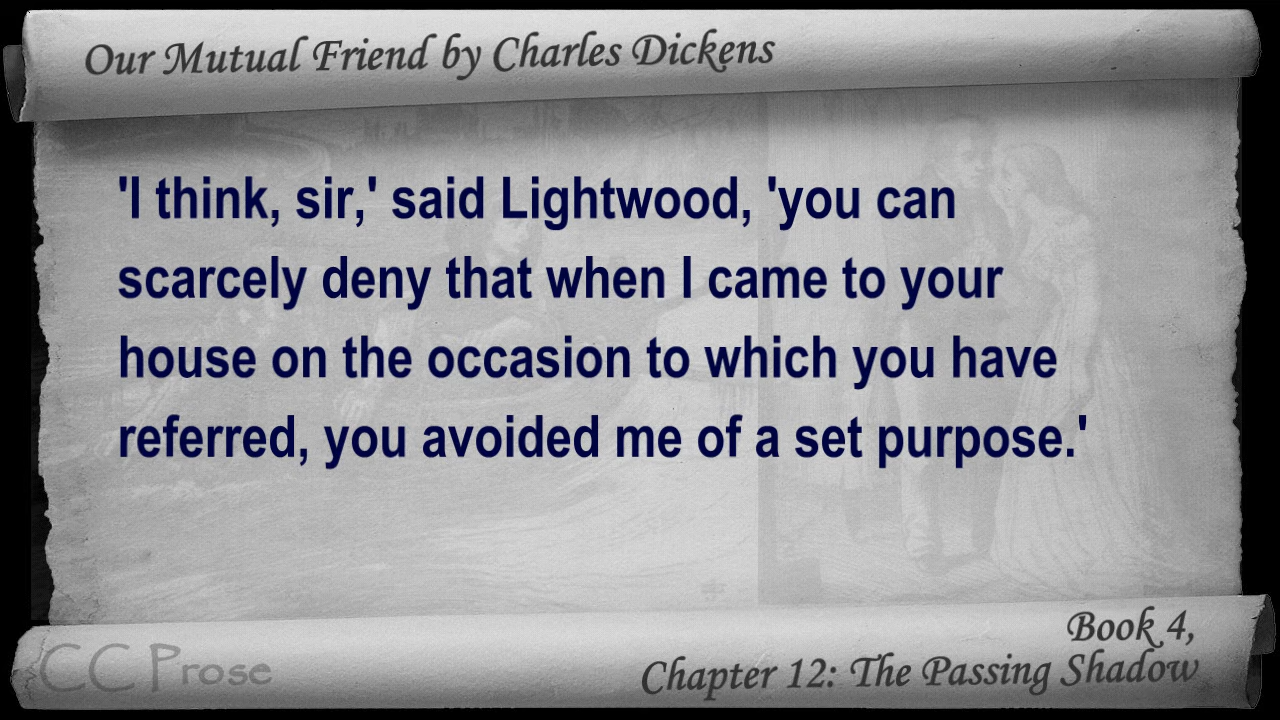 Our Mutual Friend by Charles Dickens
'I think, sir,' said Lightwood, 'you can
scarcely deny that when I came to your
house on the occasion to which you have
referred, you avoided me of a set purpose.'
Book 4,
Chapter 12: The Passing Shadow
CC Prose